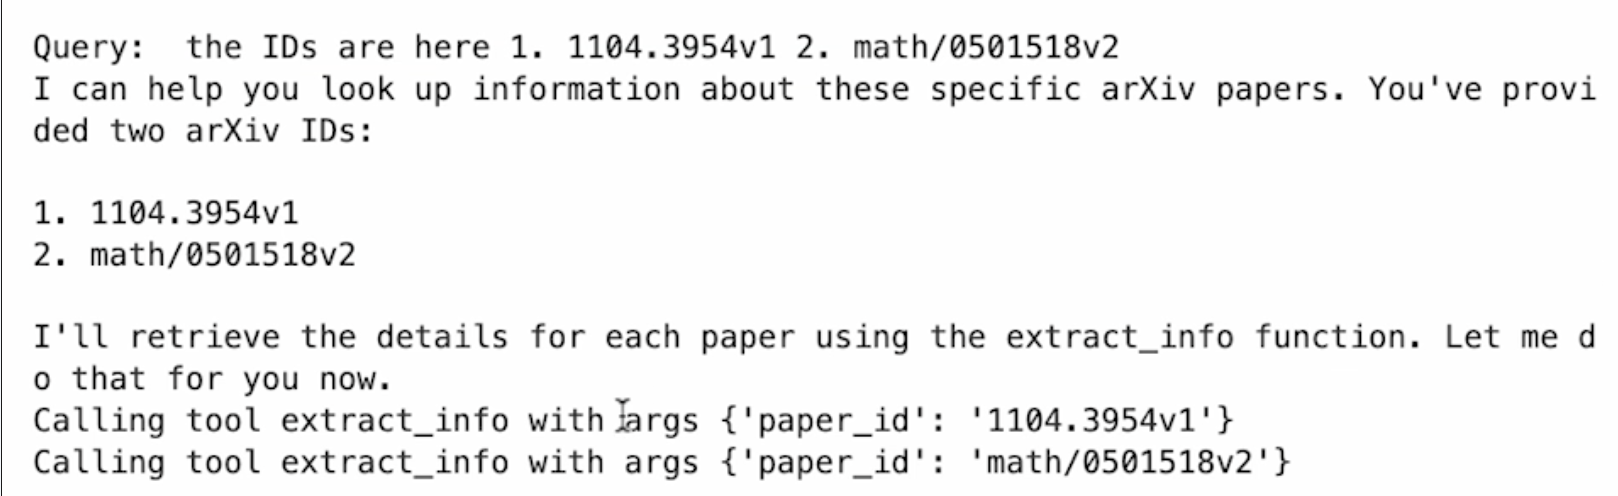 Query:  the IDs are here 1. 1104.3954v1 2. math/0501518v2
I can help you look up information about these specific arXiv papers. You've provi
ded two arXiv IDs:
1. 1104.3954v1
2. math/0501518v2
I'll retrieve the details for each paper using the extract_info function. Let me d
o that for you now.
Calling tool extract_info with args {'paper_id': '1104.3954v1'}
Calling tool extract_info with args {'paper_id': 'math/0501518v2'}